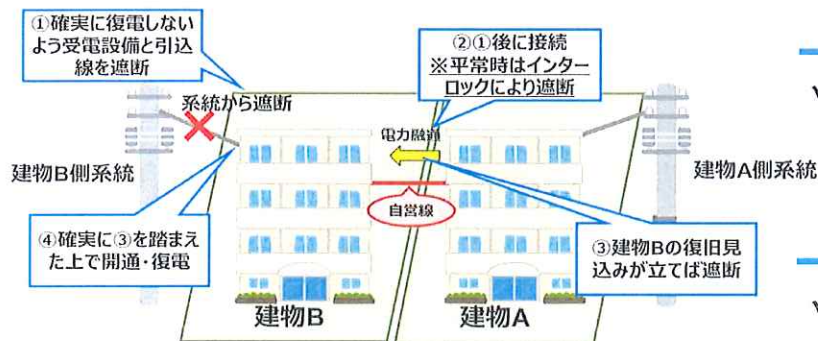 ①確実に復電しない
よう受電設備と引込
線を遮断
②①後に接続
※平常時はインター
ロックにより遮断
系統から遮断
電力融通
建物B側系統
建物A側系統
自営線
④確実に③を踏まえ
た上で開通・復電
③建物Bの復旧見
込みが立てば遮断
建物B
建物A